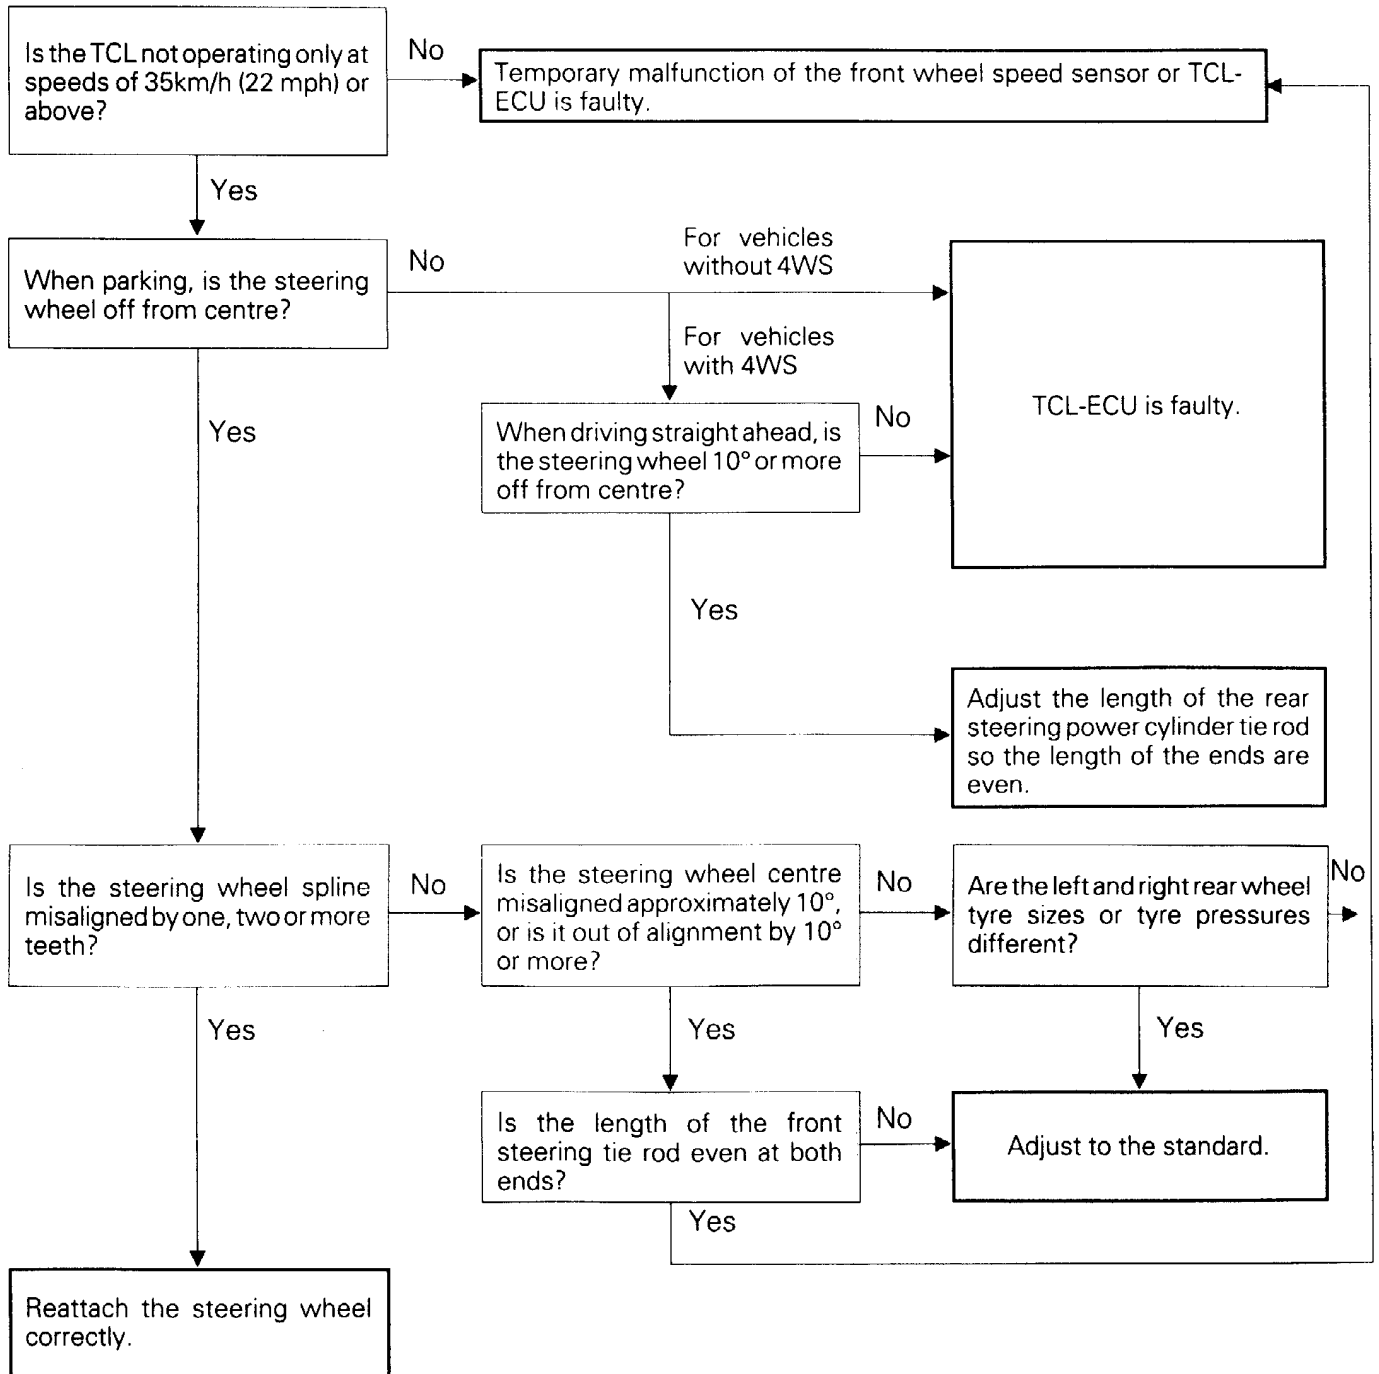 Is the TCL not operating only at
speeds of 35km/h (22 mph) or
above?
No
Temporary malfunction of the front wheel speed sensor or TCL-
ECU is faulty.
Yes
When parking, is the steering
wheel off from centre?
No
For vehicles
without 4WS
For vehicles
with 4WS
TCL-ECU is faulty.
Yes
When driving straight ahead, is
the steering wheel 10° or more
off from centre?
No
Yes
Adjust the length of the rear
steering power cylinder tie rod
so the length of the ends are
even.
Is the steering wheel spline
misaligned by one, two or more
teeth?
No
Is the steering wheel centre
misaligned approximately 10°,
or is it out of alignment by 10°
or more?
No
Are the left and right rear wheel
tyre sizes or tyre pressures
different?
No
Yes
Yes
Yes
Is the length of the front
steering tie rod even at both
ends?
No
Adjust to the standard.
Yes
Reattach the steering wheel
correctly.